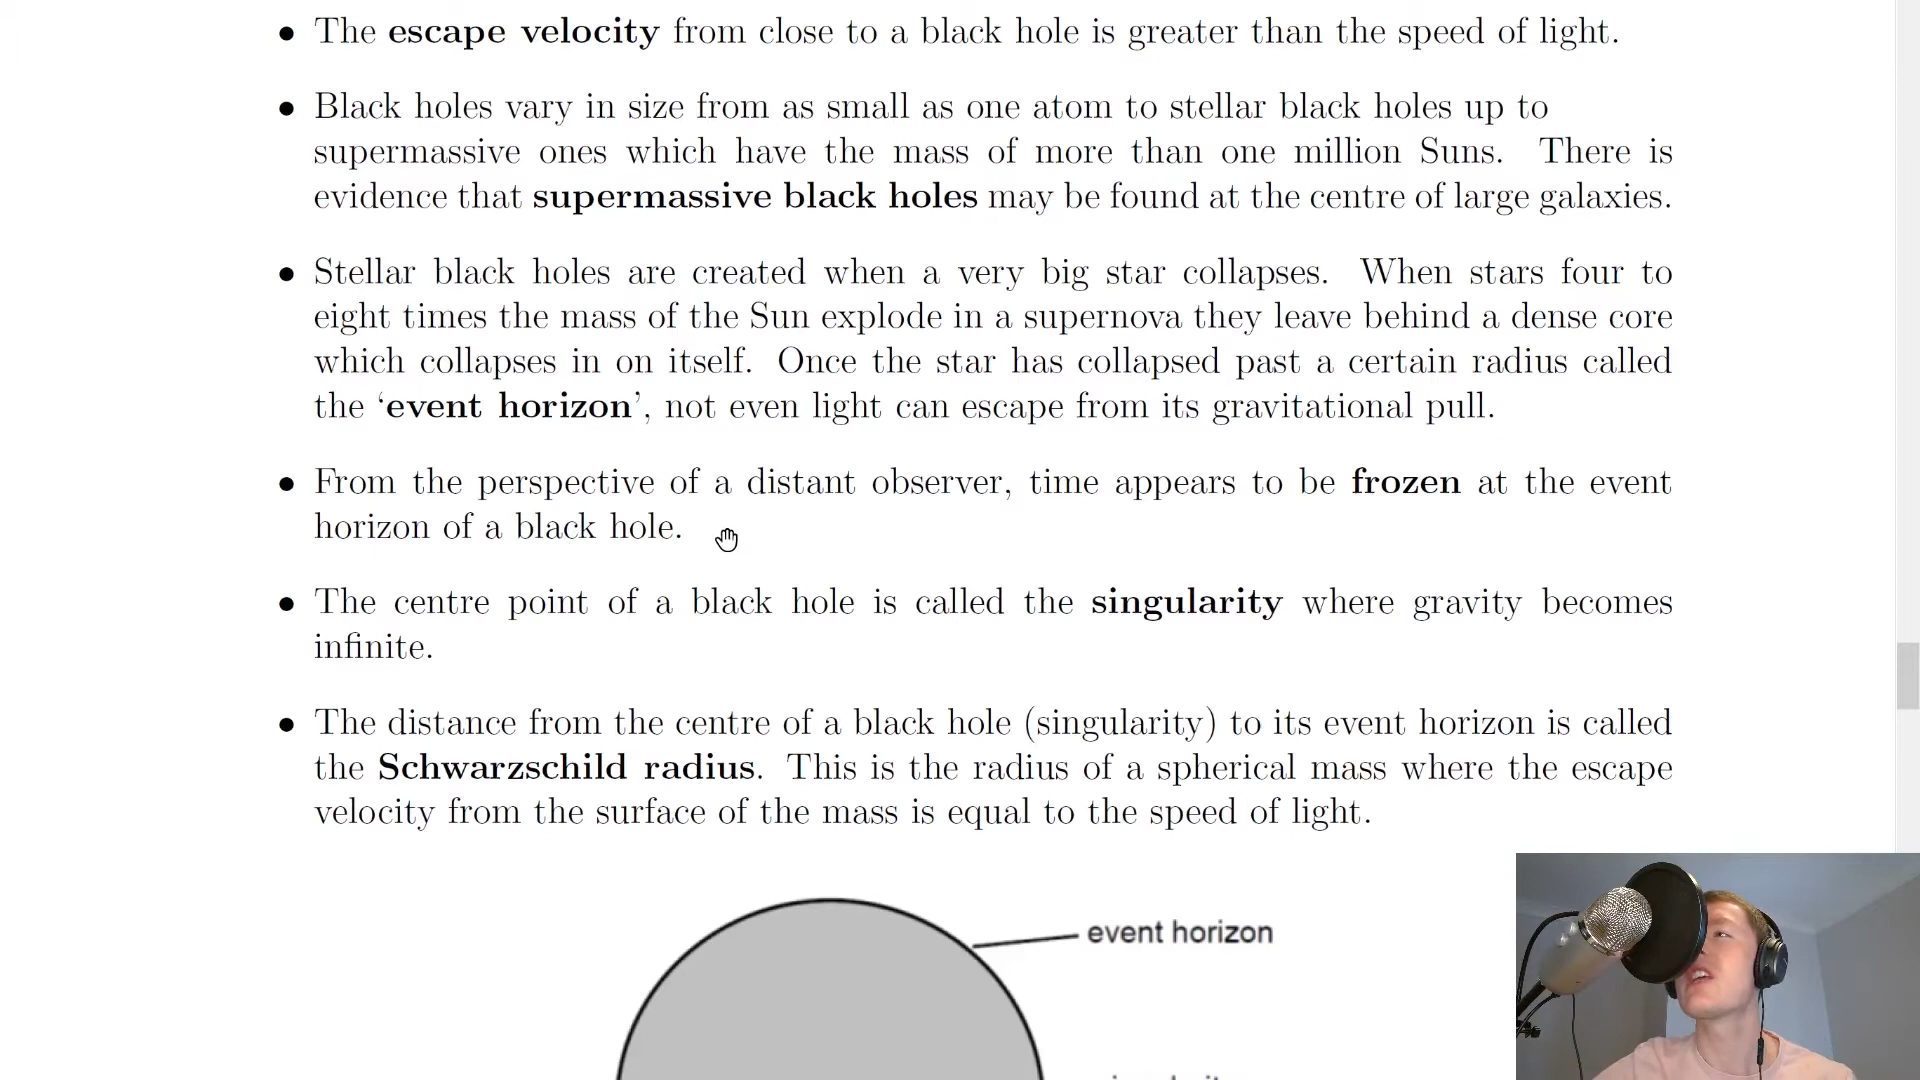 • The escape velocity from close to a black hole is greater than the speed of light.
• Black holes vary in size from as small as one atom to stellar black holes up to
supermassive ones which have the mass of more than one million Suns. There is
evidence that supermassive black holes may be found at the centre of large galaxies.
• Stellar black holes are created when a very big star collapses. When stars four to
eight times the mass of the Sun explode in a supernova they leave behind a dense core
which collapses in on itself. Once the star has collapsed past a certain radius called
the ‘event horizon’, not even light can escape from its gravitational pull.
• From the perspective of a distant observer, time appears to be frozen at the event
horizon of a black hole.
• The centre point of a black hole is called the singularity where gravity becomes
infinite.
• The distance from the centre of a black hole (singularity) to its event horizon is called
the Schwarzschild radius. This is the radius of a spherical mass where the escape
velocity from the surface of the mass is equal to the speed of light.
event horizon